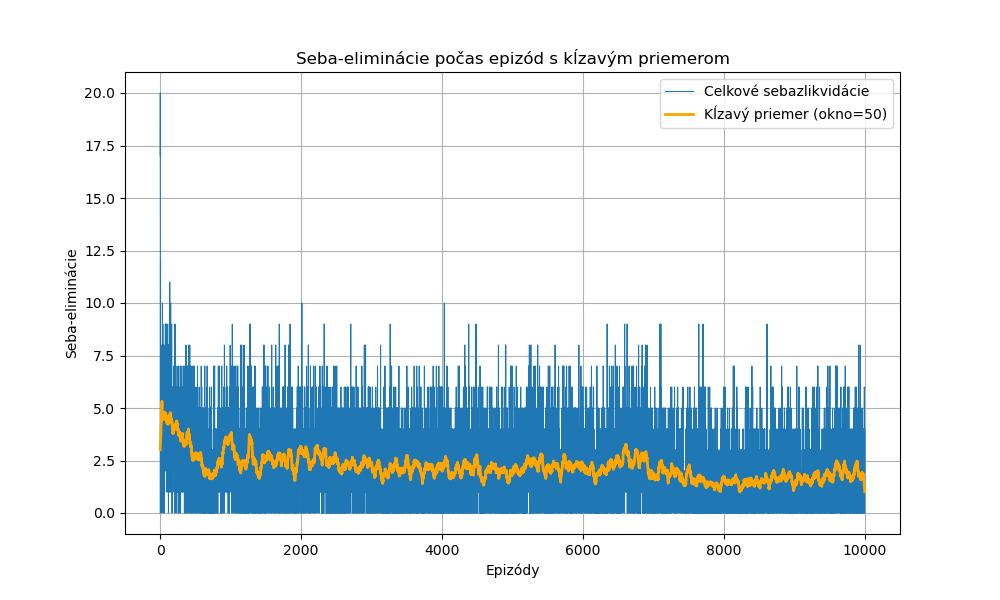 Seba-eliminácie počas epizód s kĺzavým priemerom
Celkové sebazlikvidácie
Kĺzavý priemer (okno=50)
Seba-eliminácie
20.0
17.5
15.0
12.5
10.0
7.5
5.0
2.5
0.0
0 2000 4000 6000 8000 10000
Epizódy